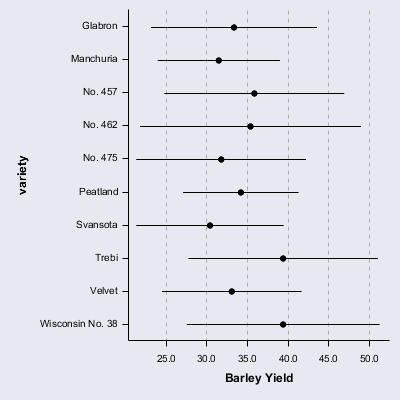 Glabron
Manchuria
No. 457
No. 462
No. 475
Peatland
Svansota
Trebi
Velvet
Wisconsin No. 38
variety
25.0 30.0 35.0 40.0 45.0 50.0
Barley Yield